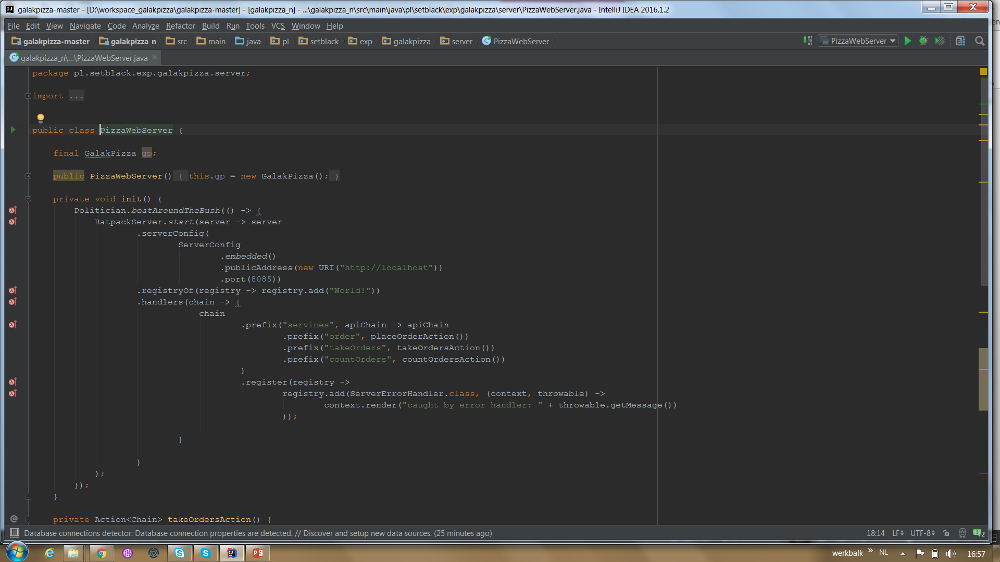 galakpizza-master - [D:\workspace_galakpizza\galakpizza-master] - [galakpizza_n] - ...\galakpizza_n\src\main\java\pl\setblack\exp\galakpizza\server\PizzaWebServer.java - IntelliJ IDEA 2016.1.2
File Edit View Navigate Code Analyze Refactor Build Run Tools VCS Window Help
galakpizza-master galakpizza_n src main java pl setblack exp galakpizza server PizzaWebServer PizzaWebServer
galakpizza_n\...\PizzaWebServer.java
package pl.setblack.exp.galakpizza.server;
import ...
public class PizzaWebServer {
final GalakPizza gp;
public PizzaWebServer() { this.gp = new GalakPizza(); }
private void init() {
Politician.beatAroundTheBush(() -> {
RatpackServer.start(server -> server
.serverConfig(
ServerConfig
.embedded()
.publicAddress(new URI("http://localhost"))
.port(8085))
.registryOf(registry -> registry.add("World!"))
.handlers(chain -> {
chain
.prefix("services", apiChain -> apiChain
.prefix("order", placeOrderAction())
.prefix("takeOrders", takeOrdersAction())
.prefix("countOrders", countOrdersAction())
)
.register(registry ->
registry.add(ServerErrorHandler.class, (context, throwable) ->
context.render("caught by error handler: " + throwable.getMessage())
));
}
)
);
});
}
private Action<Chain> takeOrdersAction() {
Database connections detector: Database connection properties are detected. // Discover and setup new data sources. (25 minutes ago) 18:14 LF UTF-8 2
werkbalk » NL 16:57